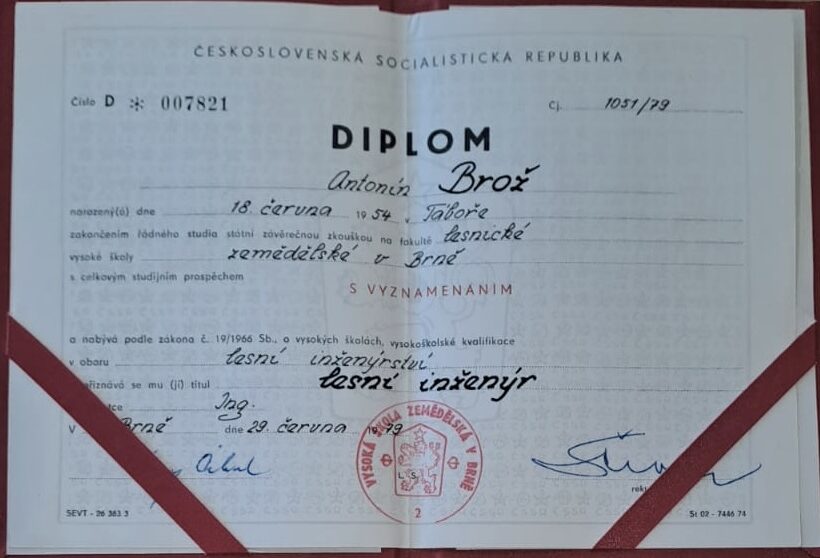 ČESKOSLOVENSKÁ SOCIALISTICKÁ REPUBLIKA
Číslo D * 007821 Čj. 1051/79
DIPLOM
Antonín Brož
narozený(á) dne 18. června 1954 v Táboře
zakončením řádného studia státní závěrečnou zkouškou na fakultě lesnické
vysoké školy zemědělské v Brně
s celkovým studijním prospěchem
S VYZNAMENÁNÍM
a nabývá podle zákona č. 19/1966 Sb., o vysokých školách, vysokoškolské kvalifikace
v oboru lesní inženýrství
řiznává se mu (jí) titul lesní inženýr
Ing.
V Brně dne 29. června 1979
VYSOKÁ ŠKOLA ZEMĚDĚLSKÁ V BRNĚ
L. S.
2
SEVT - 26 363 3 St 02 - 7446 74